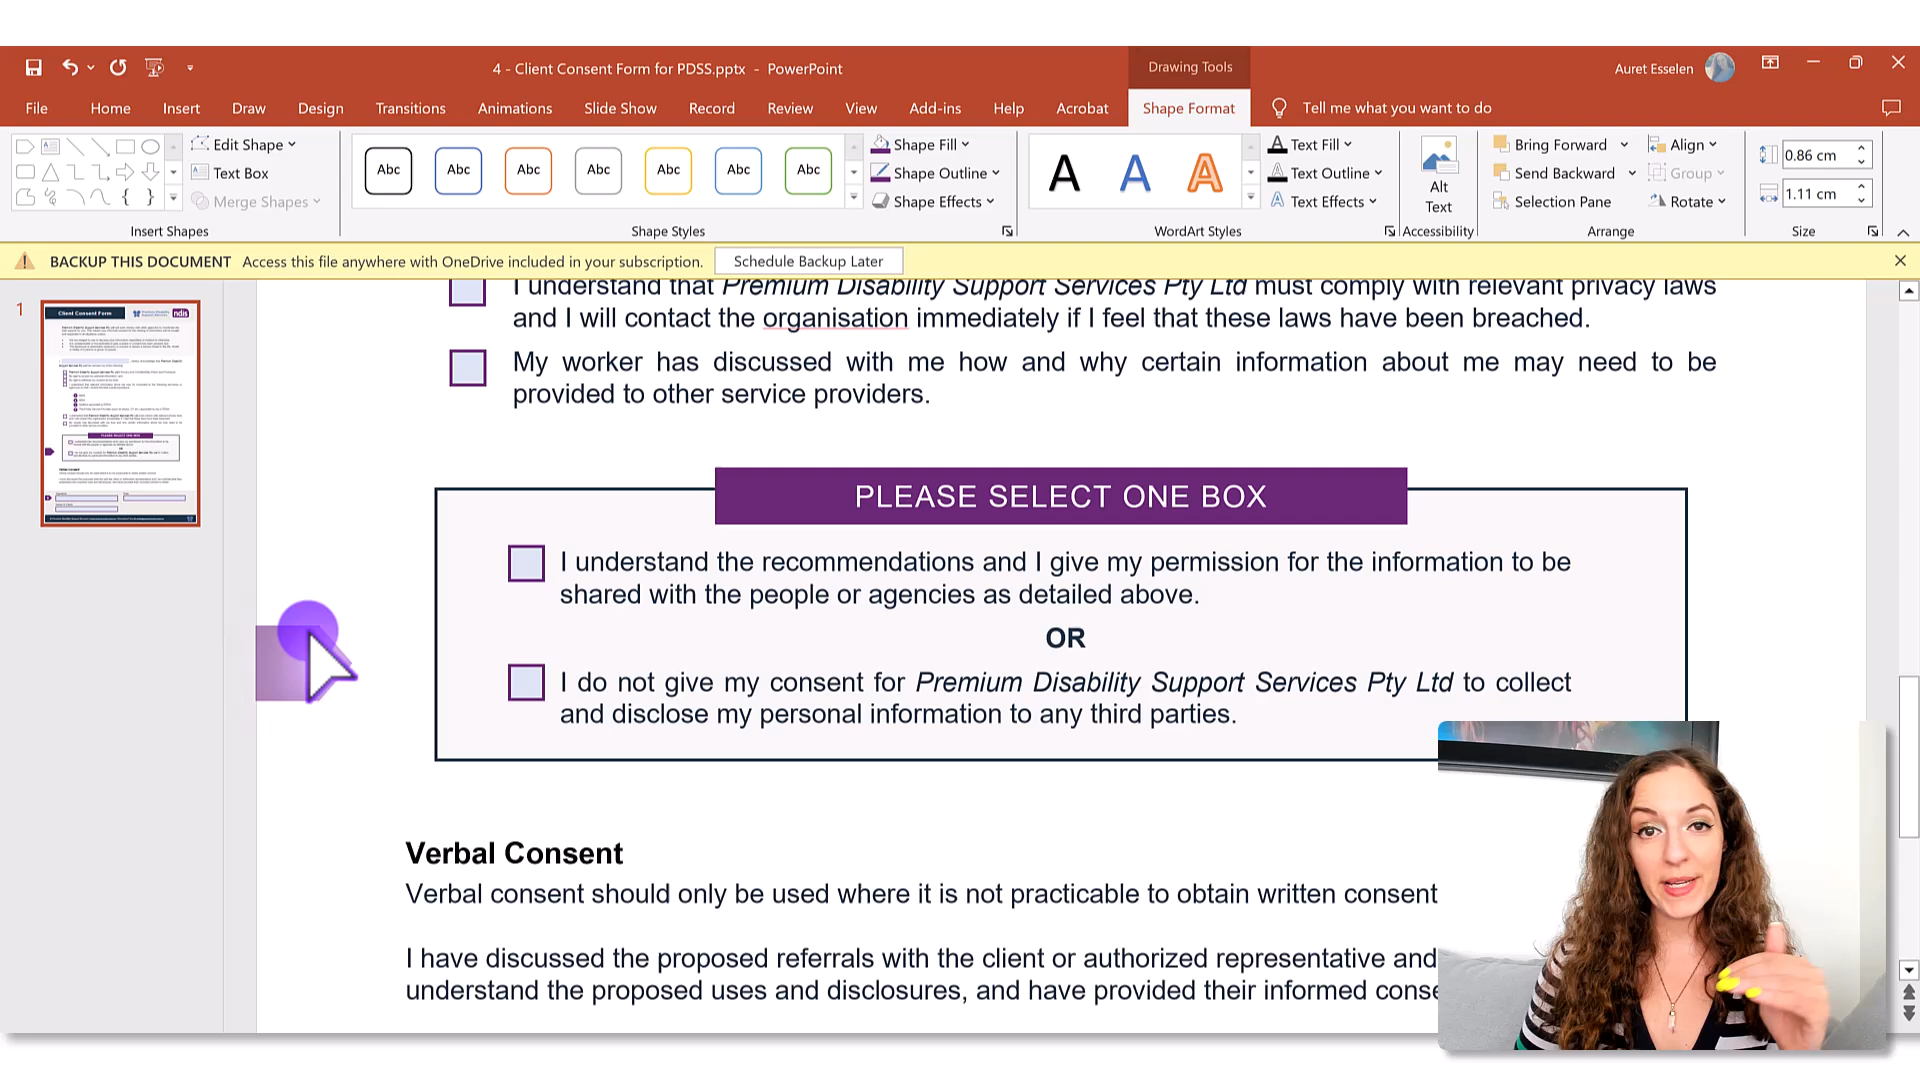 4 - Client Consent Form for PDSS.pptx - PowerPoint
Drawing Tools
Auret Esselen
File Home Insert Draw Design Transitions Animations Slide Show Record Review View Add-ins Help Acrobat Shape Format Tell me what you want to do
Edit Shape
Text Box
Merge Shapes
Insert Shapes
Abc Abc Abc Abc Abc Abc Abc
Shape Fill
Shape Outline
Shape Effects
Shape Styles
A A A
Text Fill
Text Outline
Text Effects
WordArt Styles
Alt
Text
Accessibility
Bring Forward
Send Backward
Selection Pane
Align
Group
Rotate
Arrange
0.86 cm
1.11 cm
Size
BACKUP THIS DOCUMENT Access this file anywhere with OneDrive included in your subscription. Schedule Backup Later
1
Client Consent Form
ndis
I understand that Premium Disability Support Services Pty Ltd must comply with relevant privacy laws
and I will contact the organisation immediately if I feel that these laws have been breached.
My worker has discussed with me how and why certain information about me may need to be
provided to other service providers.
PLEASE SELECT ONE BOX
I understand the recommendations and I give my permission for the information to be
shared with the people or agencies as detailed above.
OR
I do not give my consent for Premium Disability Support Services Pty Ltd to collect
and disclose my personal information to any third parties.
Verbal Consent
Verbal consent should only be used where it is not practicable to obtain written consent
I have discussed the proposed referrals with the client or authorized representative and
understand the proposed uses and disclosures, and have provided their informed conse